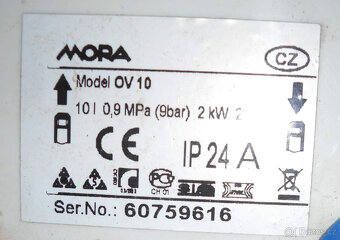 MORA CZ
Model OV 10
10 l 0,9 MPa (9bar) 2 kW 2
CE IP 24 A
Ser.No.: 60759616